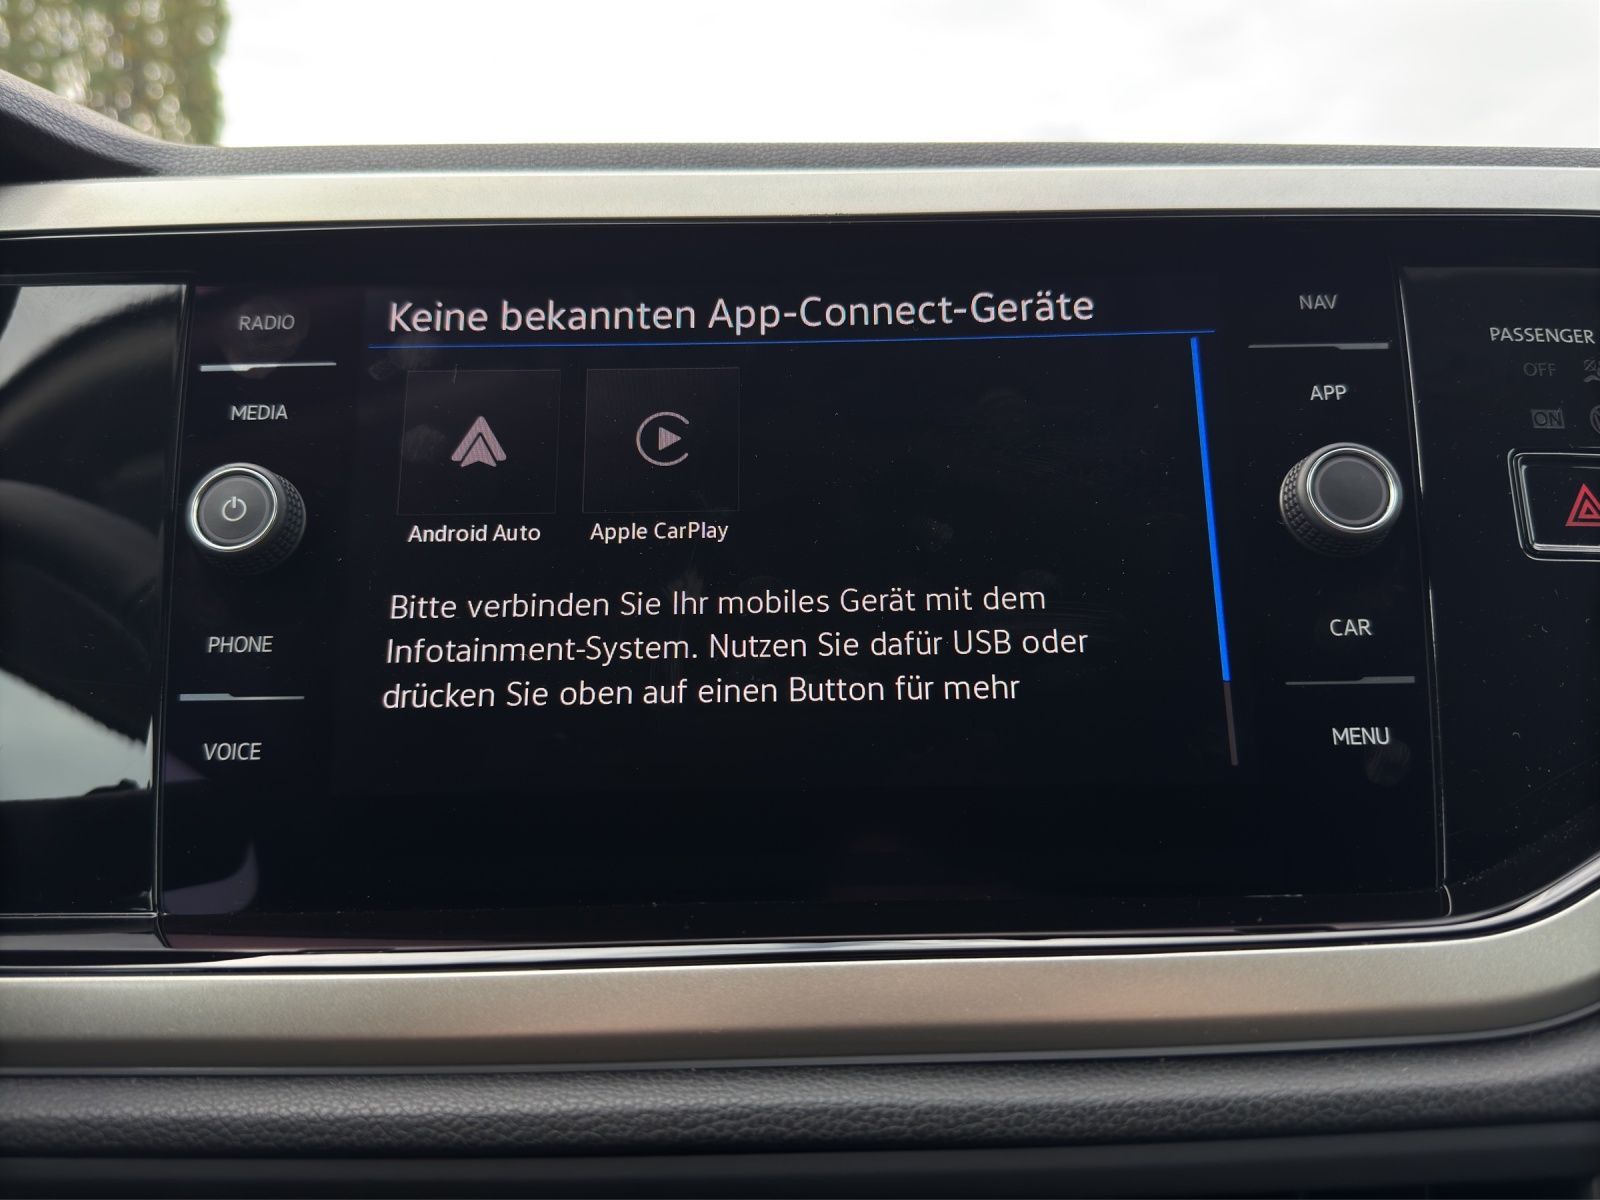 RADIO
MEDIA
PHONE
VOICE
Keine bekannten App-Connect-Geräte
Android Auto
Apple CarPlay
Bitte verbinden Sie Ihr mobiles Gerät mit dem
Infotainment-System. Nutzen Sie dafür USB oder
drücken Sie oben auf einen Button für mehr
NAV
APP
CAR
MENU
PASSENGER
OFF
ON